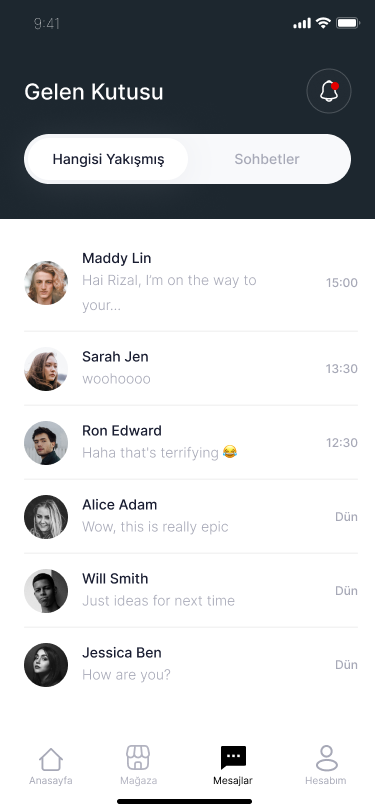 9:41
Gelen Kutusu
Hangisi Yakışmış
Sohbetler
Maddy Lin
Hai Rizal, I'm on the way to
your...
15:00
Sarah Jen
woohoooo
13:30
Ron Edward
Haha that's terrifying 😂
12:30
Alice Adam
Wow, this is really epic
Dün
Will Smith
Just ideas for next time
Dün
Jessica Ben
How are you?
Dün
Anasayfa
Mağaza
Mesajlar
Hesabım